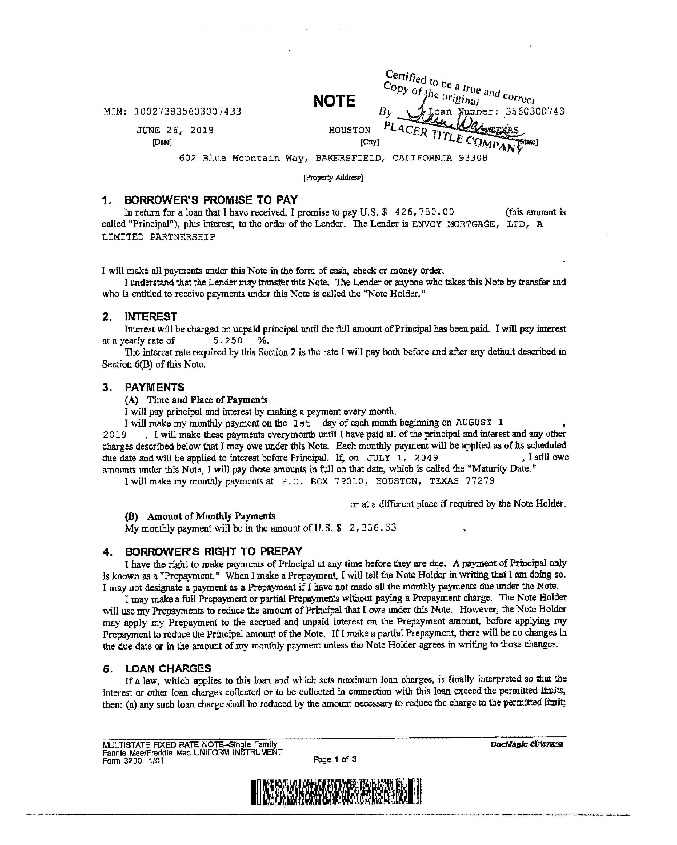 Certified to be a true and correct
Copy of the original
NOTE
MIN: 100273935603007433
By Loan Number: 3560300743
JUNE 26, 2019
HOUSTON
PLACER TITLE COMPANY
[Date]
[City]
602 Blue Mountain Way, BAKERSFIELD, CALIFORNIA 93308
[Property Address]
1. BORROWER'S PROMISE TO PAY
In return for a loan that I have received, I promise to pay U.S. $ 426,750.00 (this amount is
called "Principal"), plus interest, to the order of the Lender. The Lender is ENVOY MORTGAGE, LTD, A
LIMITED PARTNERSHIP
I will make all payments under this Note in the form of cash, check or money order.
I understand that the Lender may transfer this Note. The Lender or anyone who takes this Note by transfer and
who is entitled to receive payments under this Note is called the "Note Holder."
2. INTEREST
Interest will be charged on unpaid principal until the full amount of Principal has been paid. I will pay interest
at a yearly rate of 5.250 %.
The interest rate required by this Section 2 is the rate I will pay both before and after any default described in
Section 6(B) of this Note.
3. PAYMENTS
(A) Time and Place of Payments
I will pay principal and interest by making a payment every month.
I will make my monthly payment on the 1st day of each month beginning on AUGUST 1 ,
2019 . I will make these payments every month until I have paid all of the principal and interest and any other
charges described below that I may owe under this Note. Each monthly payment will be applied as of its scheduled
due date and will be applied to interest before Principal. If, on JULY 1, 2049 , I still owe
amounts under this Note, I will pay those amounts in full on that date, which is called the "Maturity Date."
I will make my monthly payments at P.O. BOX 79010, HOUSTON, TEXAS 77279
or at a different place if required by the Note Holder.
(B) Amount of Monthly Payments
My monthly payment will be in the amount of U.S. $ 2,356.53 .
4. BORROWER'S RIGHT TO PREPAY
I have the right to make payments of Principal at any time before they are due. A payment of Principal only
is known as a "Prepayment." When I make a Prepayment, I will tell the Note Holder in writing that I am doing so.
I may not designate a payment as a Prepayment if I have not made all the monthly payments due under the Note.
I may make a full Prepayment or partial Prepayments without paying a Prepayment charge. The Note Holder
will use my Prepayments to reduce the amount of Principal that I owe under this Note. However, the Note Holder
may apply my Prepayment to the accrued and unpaid interest on the Prepayment amount, before applying my
Prepayment to reduce the Principal amount of the Note. If I make a partial Prepayment, there will be no changes in
the due date or in the amount of my monthly payment unless the Note Holder agrees in writing to those changes.
5. LOAN CHARGES
If a law, which applies to this loan and which sets maximum loan charges, is finally interpreted so that the
interest or other loan charges collected or to be collected in connection with this loan exceed the permitted limits,
then: (a) any such loan charge shall be reduced by the amount necessary to reduce the charge to the permitted limit;
MULTISTATE FIXED RATE NOTE--Single Family
Fannie Mae/Freddie Mac UNIFORM INSTRUMENT
Form 3200 1/01
Page 1 of 3
DocMagic